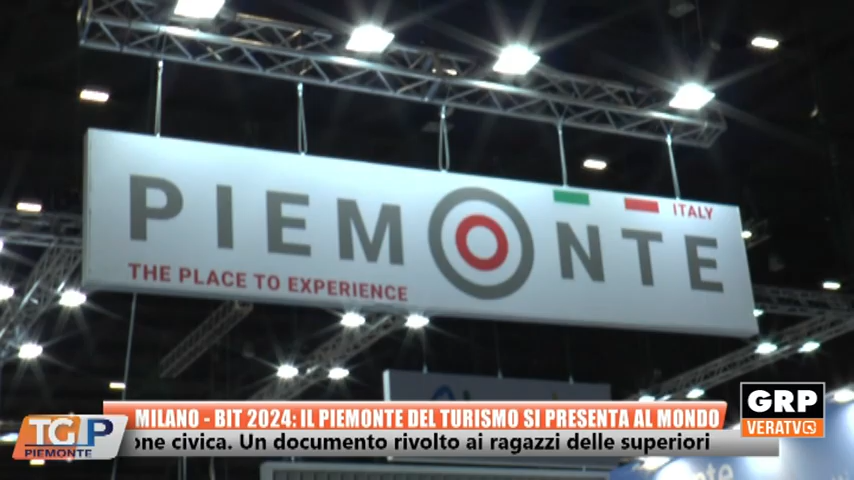 PIEMONTE
ITALY
THE PLACE TO EXPERIENCE
MILANO - BIT 2024: IL PIEMONTE DEL TURISMO SI PRESENTA AL MONDO
one civica. Un documento rivolto ai ragazzi delle superiori
TGP
PIEMONTE
GRP
VERATV